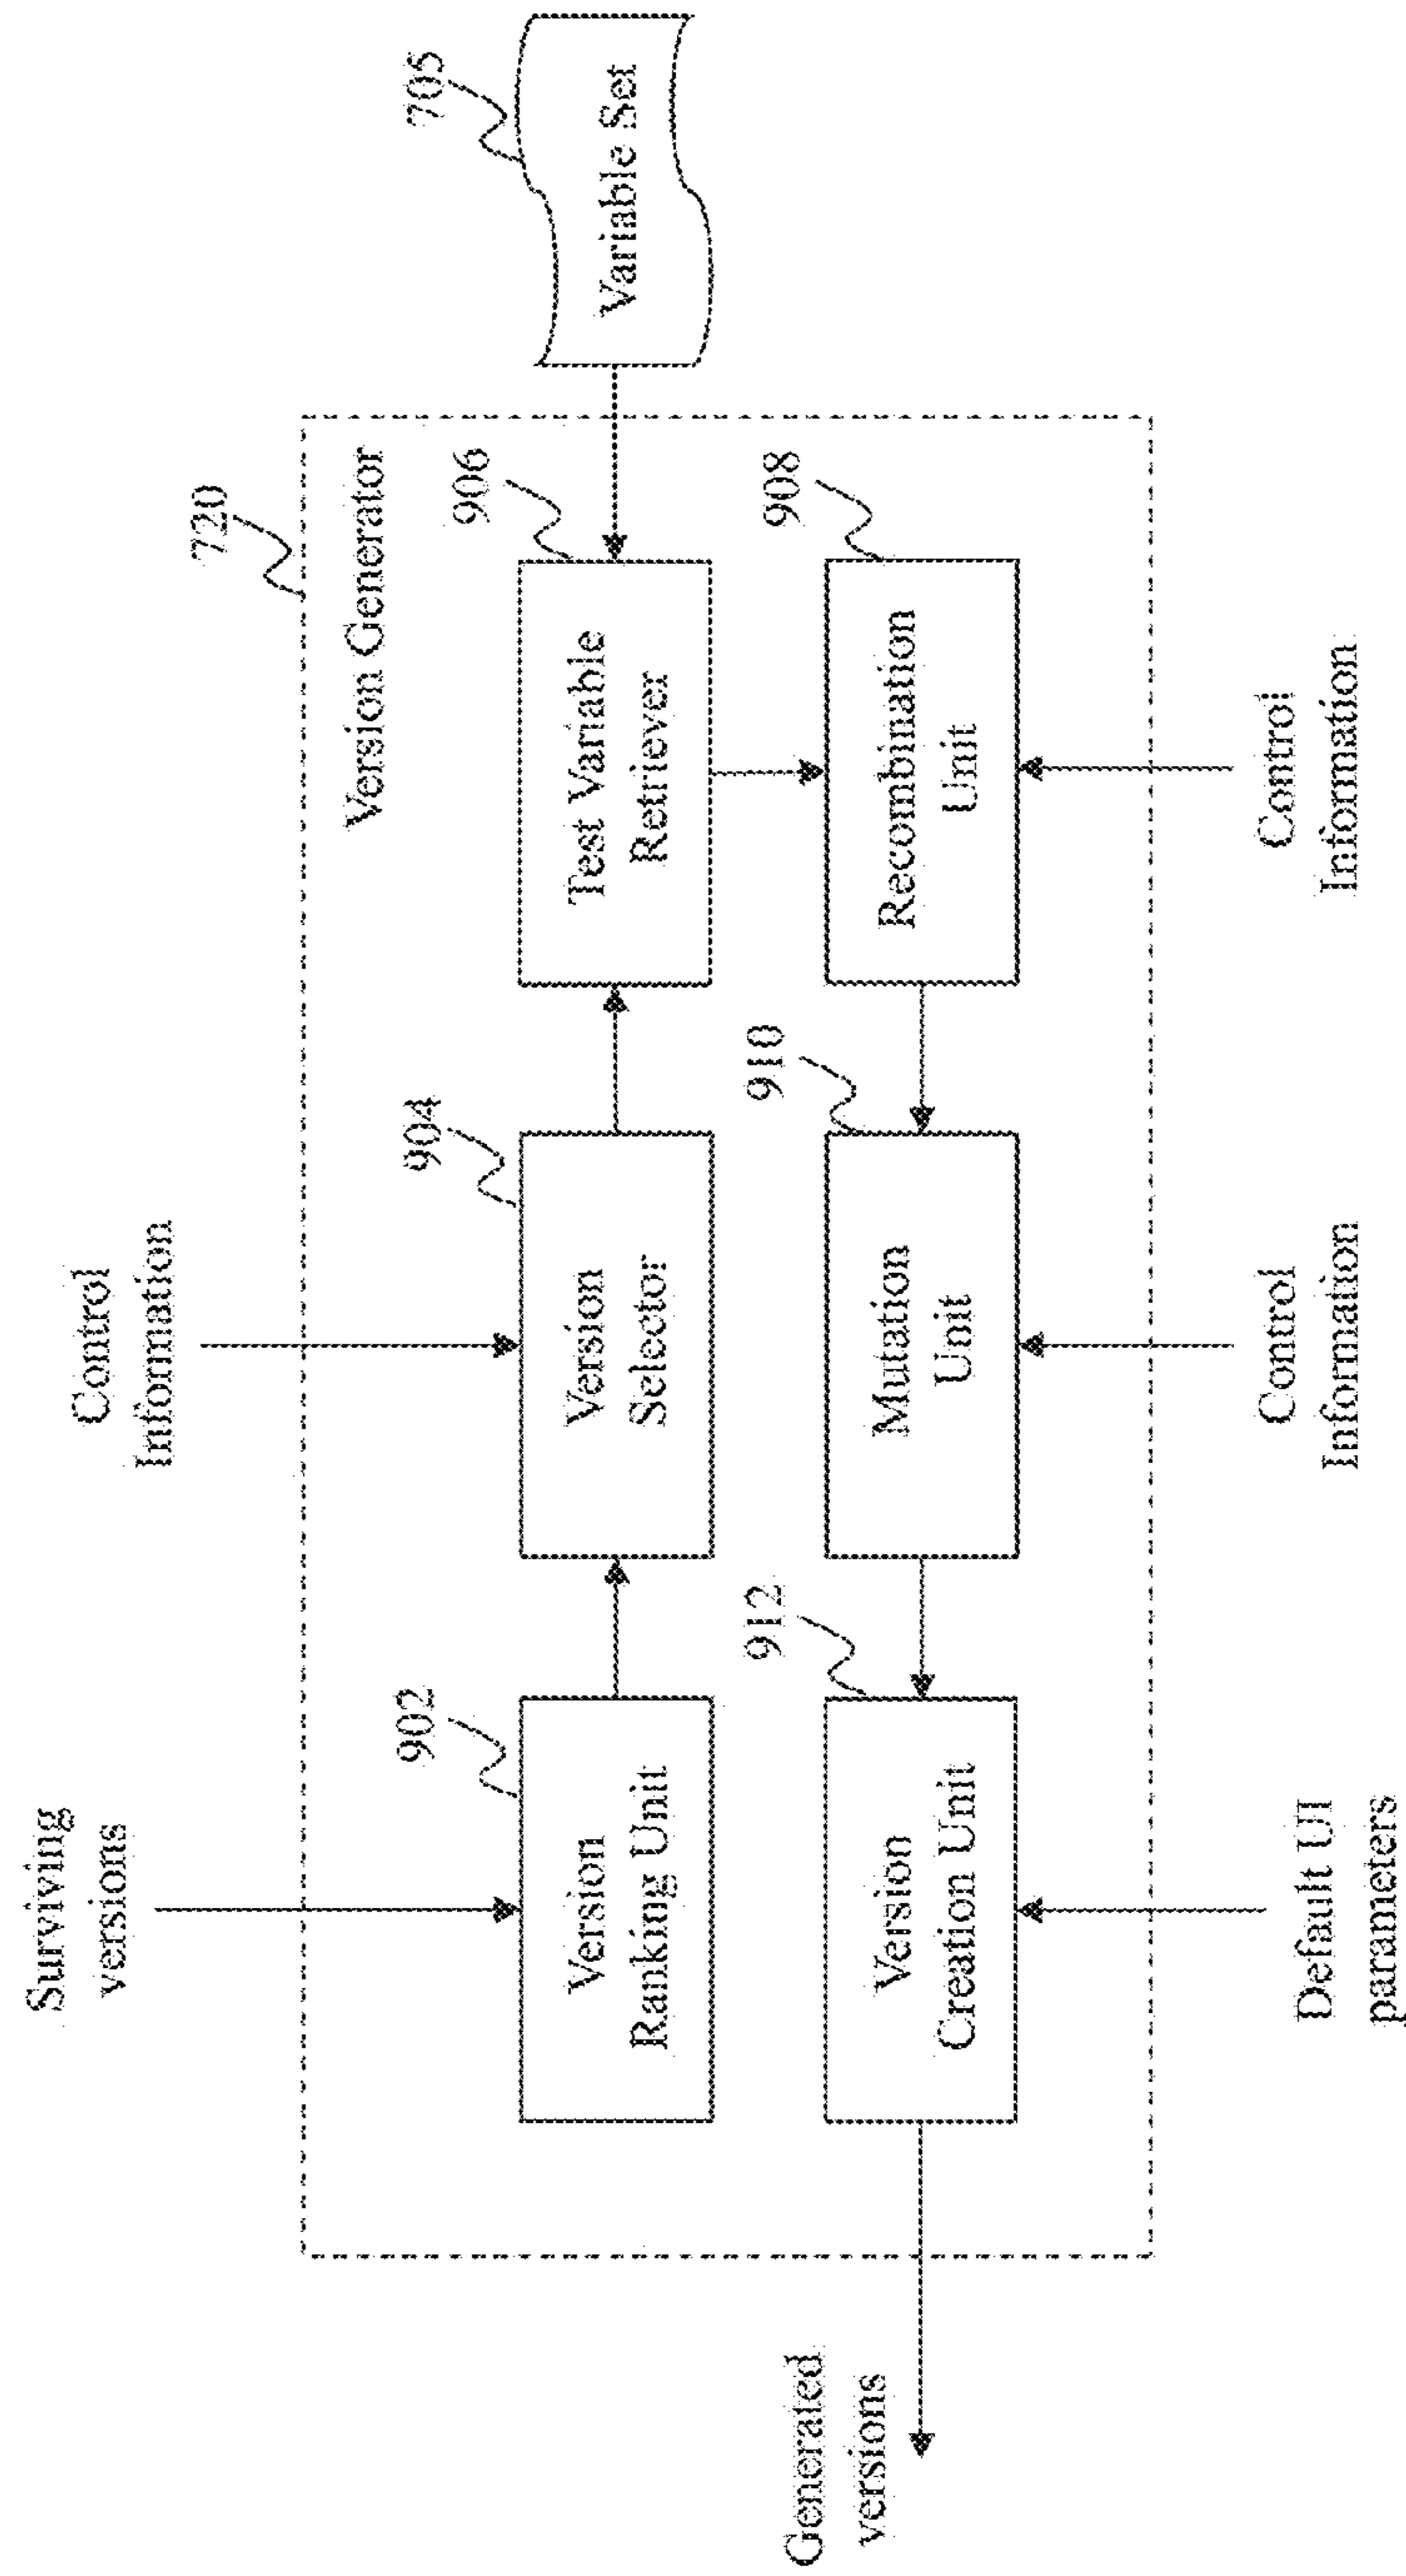 Surviving
versions
Control
Information
720
Version Generator
902
Version
Ranking Unit
904
Version
Selector
906
Test Variable
Retriever
705
Variable Set
912
Version
Creation Unit
910
Mutation
Unit
908
Recombination
Unit
Generated
versions
Default UI
parameters
Control
Information
Control
Information